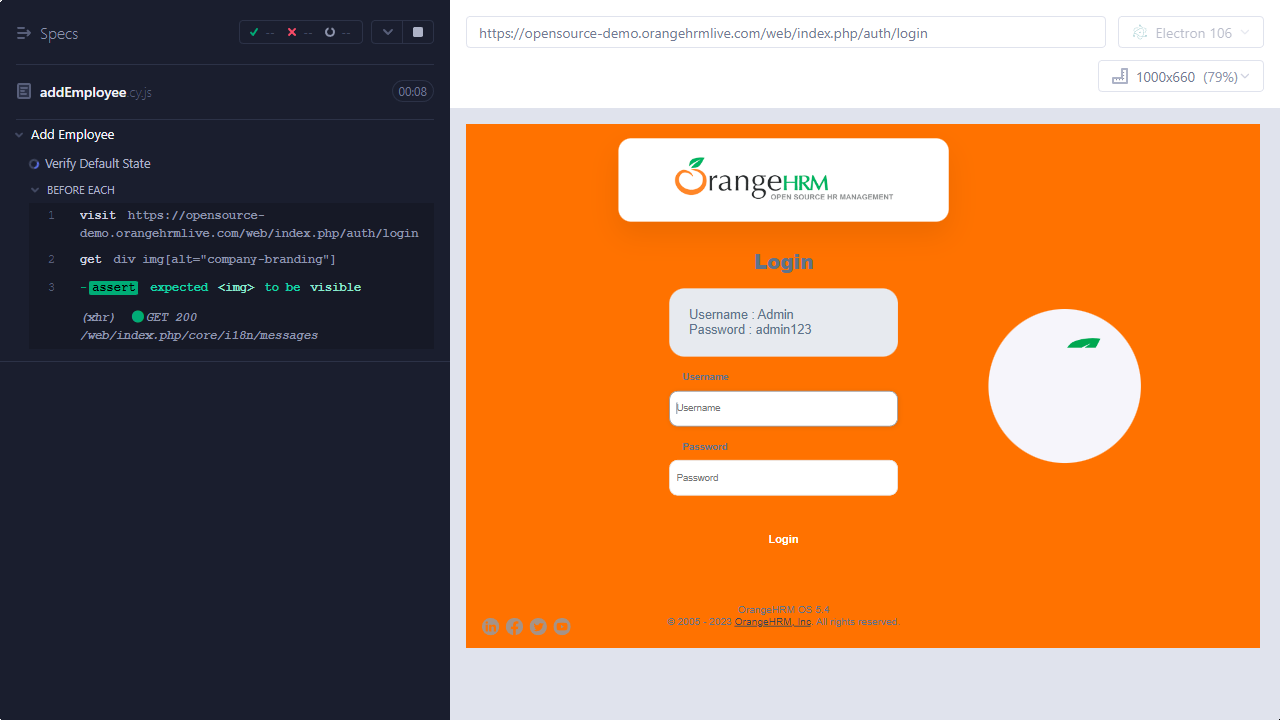 Specs
--
--
--
addEmployee.cy.js
00:08
Add Employee
Verify Default State
BEFORE EACH
1 visit https://opensource-
demo.orangehrmlive.com/web/index.php/auth/login
2 get div img[alt="company-branding"]
3 -assert expected <img> to be visible
(xhr) GET 200
/web/index.php/core/i18n/messages
https://opensource-demo.orangehrmlive.com/web/index.php/auth/login
Electron 106
1000x660 (79%)
OrangeHRM
OPEN SOURCE HR MANAGEMENT
Login
Username : Admin
Password : admin123
Username
Username
Password
Password
Login
OrangeHRM OS 5.4
© 2005 - 2023 OrangeHRM, Inc. All rights reserved.